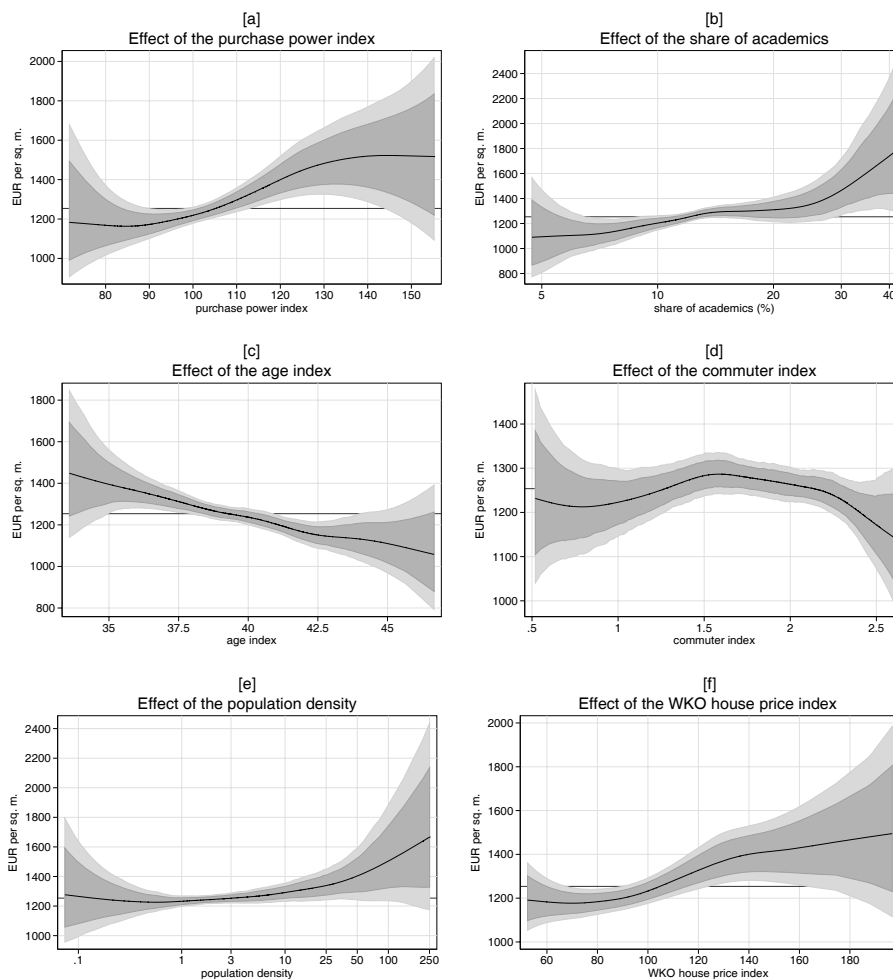 [a]
Effect of the purchase power index
EUR per sq. m.
2000
1800
1600
1400
1200
1000
80 90 100 110 120 130 140 150
purchase power index
[b]
Effect of the share of academics
EUR per sq. m.
2400
2200
2000
1800
1600
1400
1200
1000
800
5 10 20 30 40
share of academics (%)
[c]
Effect of the age index
EUR per sq. m.
1800
1600
1400
1200
1000
800
35 37.5 40 42.5 45
age index
[d]
Effect of the commuter index
EUR per sq. m.
1400
1300
1200
1100
1000
.5 1 1.5 2 2.5
commuter index
[e]
Effect of the population density
EUR per sq. m.
2400
2200
2000
1800
1600
1400
1200
1000
.1 1 3 10 25 50 100 250
population density
[f]
Effect of the WKO house price index
EUR per sq. m.
2000
1800
1600
1400
1200
1000
60 80 100 120 140 160 180
WKO house price index